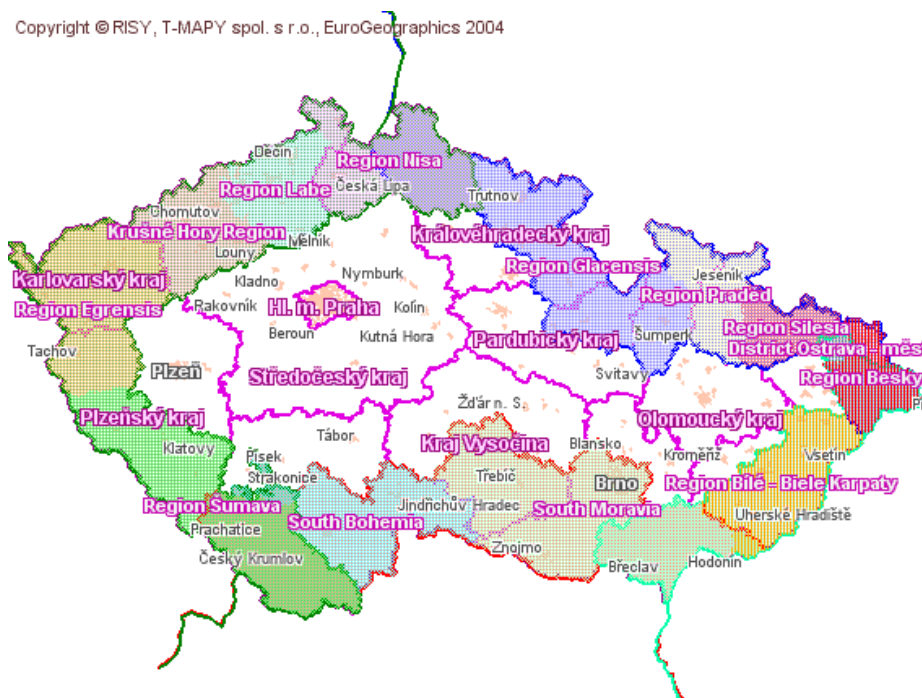 Copyright © RISY, T-MAPY spol. s r.o., EuroGeographics 2004
Děčín
Region Nisa
Region Labe
Česká Lípa
Trutnov
Chomutov
Krušné Hory Region
Královéhradecký kraj
Mělník
Louny
Karlovarský kraj
Nymburk
Region Glacensis
Jeseník
Kladno
Region Praded
Region Egrensis
Rakovník
Hl. m. Praha
Kolín
Region Silesia
Beroun
Kutná Hora
Pardubický kraj
Šumperk
District Ostrava - měs
Tachov
Plzeň
Středočeský kraj
Svitavy
Region Besky
Žďár n. S.
Plzeňský kraj
Olomoucký kraj
Tábor
Kraj Vysočina
Blansko
Klatovy
Písek
Kroměříž
Vsetín
Strakonice
Třebíč
Brno
Region Bílé - Biele Karpaty
Region Šumava
Jindřichův Hradec
South Moravia
Uherské Hradiště
South Bohemia
Prachatice
Znojmo
Český Krumlov
Hodonín
Břeclav